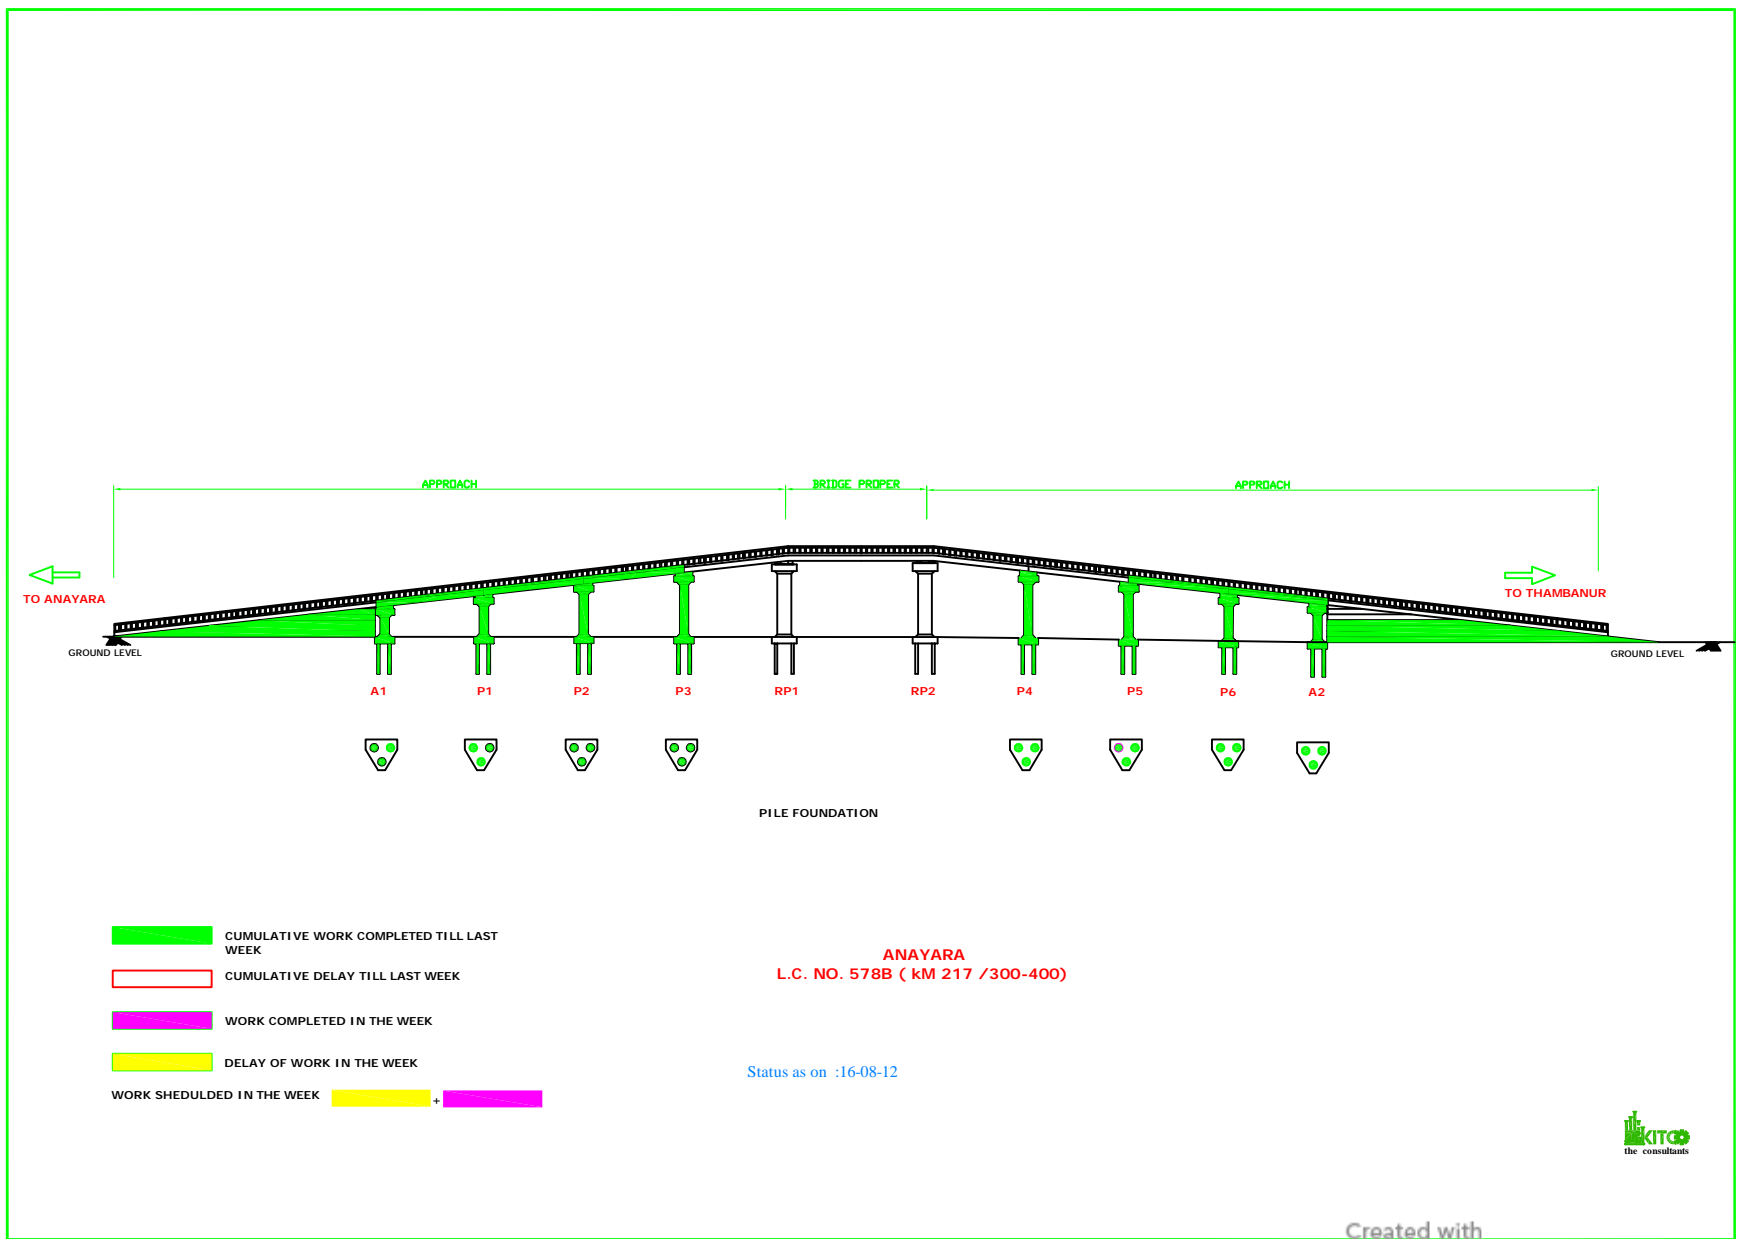 APPROACH
BRIDGE PROPER
APPROACH
TO ANAYARA
TO THAMBANUR
GROUND LEVEL
GROUND LEVEL
A1
P1
P2
P3
RP1
RP2
P4
P5
P6
A2
PILE FOUNDATION
CUMULATIVE WORK COMPLETED TILL LAST
WEEK
CUMULATIVE DELAY TILL LAST WEEK
WORK COMPLETED IN THE WEEK
DELAY OF WORK IN THE WEEK
WORK SHEDULDED IN THE WEEK +
ANAYARA
L.C. NO. 578B ( kM 217 /300-400)
Status as on :16-08-12
KITCO
the consultants
Created with